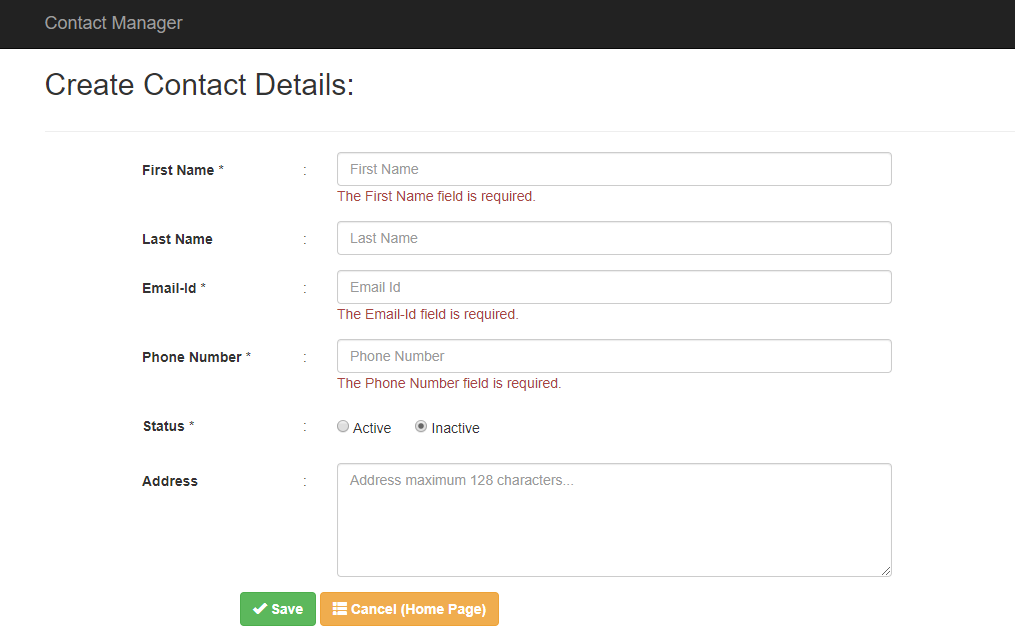 Contact Manager
Create Contact Details:
First Name * : First Name
The First Name field is required.
Last Name : Last Name
Email-Id * : Email Id
The Email-Id field is required.
Phone Number * : Phone Number
The Phone Number field is required.
Status * : Active Inactive
Address : Address maximum 128 characters...
Save Cancel (Home Page)